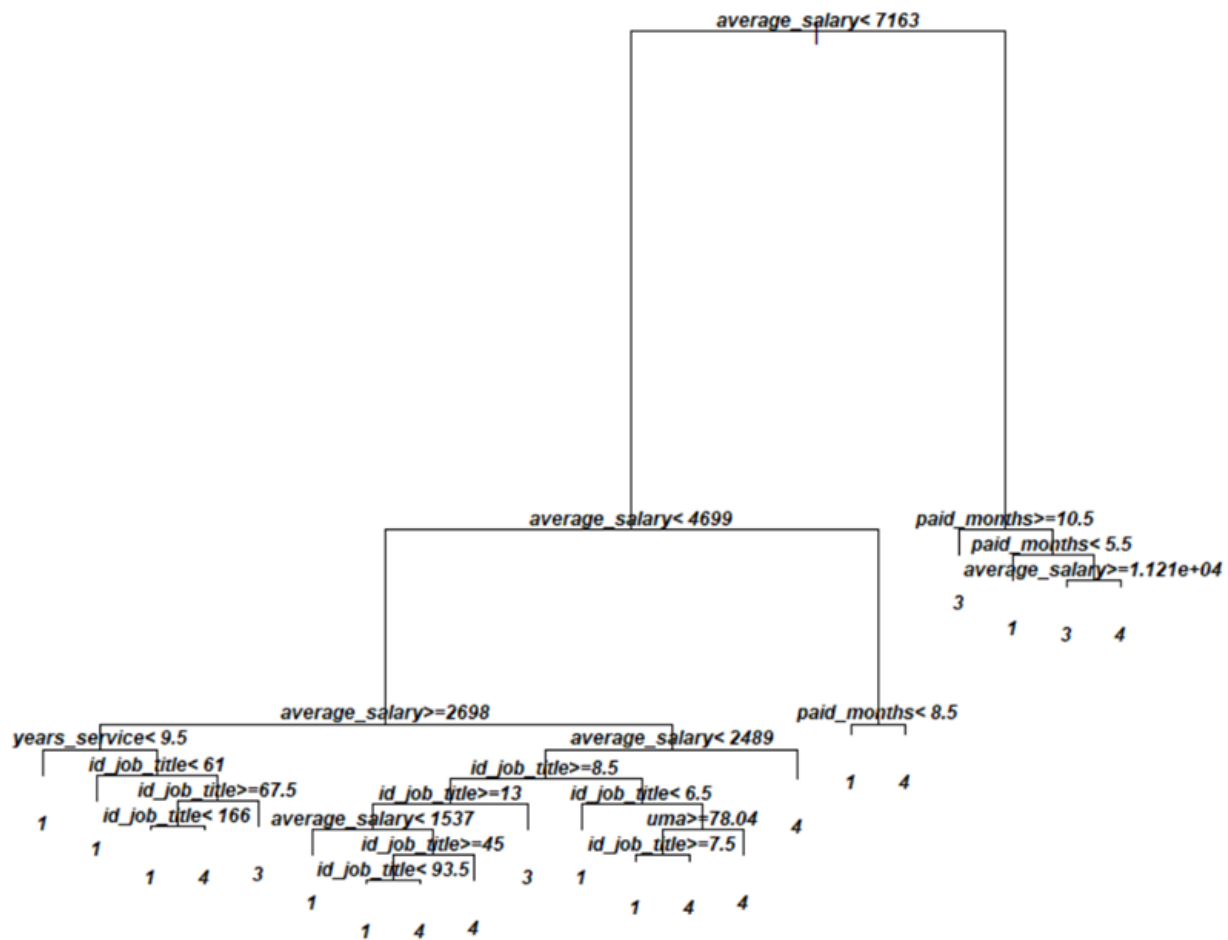 average_salary< 7163
average_salary< 4699
paid_months>=10.5
paid_months< 5.5
average_salary>=1.121e+04
3
1
3
4
average_salary>=2698
paid_months< 8.5
years_service< 9.5
average_salary< 2489
id_job_title< 61
id_job_title>=8.5
1
4
id_job_title>=67.5
id_job_title>=13
id_job_title< 6.5
id_job_title< 166
average_salary< 1537
uma>=78.04
1
4
1
id_job_title>=45
id_job_title>=7.5
id_job_title< 93.5
1
4
3
3
1
1
1
4
4
1
4
4